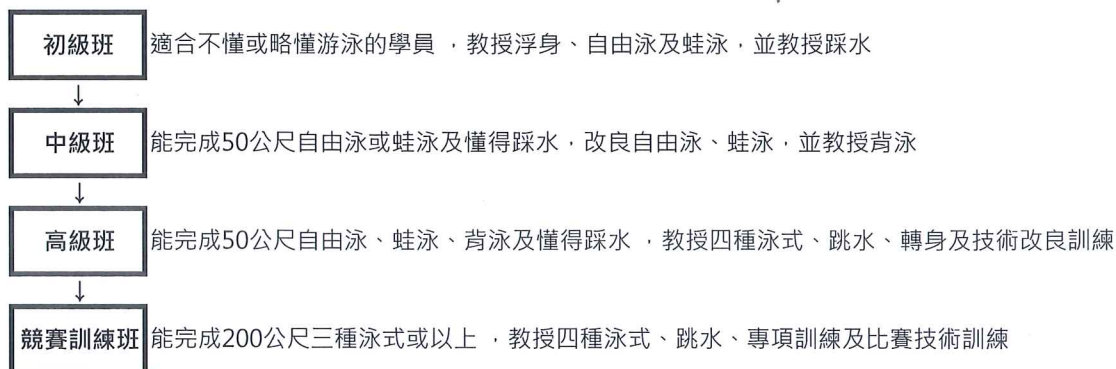 初級班 適合不懂或略懂游泳的學員，教授浮身、自由泳及蛙泳，並教授踩水
↓
中級班 能完成50公尺自由泳或蛙泳及懂得踩水，改良自由泳、蛙泳，並教授背泳
↓
高級班 能完成50公尺自由泳、蛙泳、背泳及懂得踩水，教授四種泳式、跳水、轉身及技術改良訓練
↓
競賽訓練班 能完成200公尺三種泳式或以上，教授四種泳式、跳水、專項訓練及比賽技術訓練